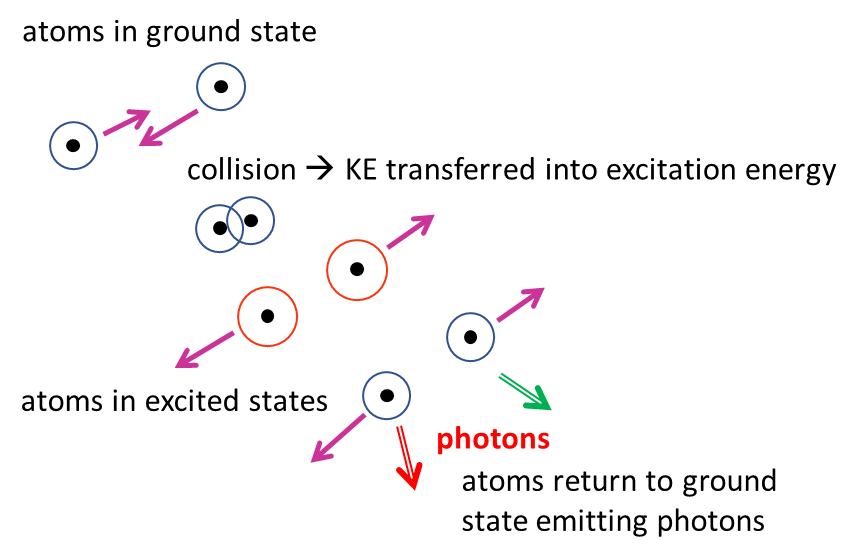 atoms in ground state
collision → KE transferred into excitation energy
atoms in excited states
photons
atoms return to ground
state emitting photons